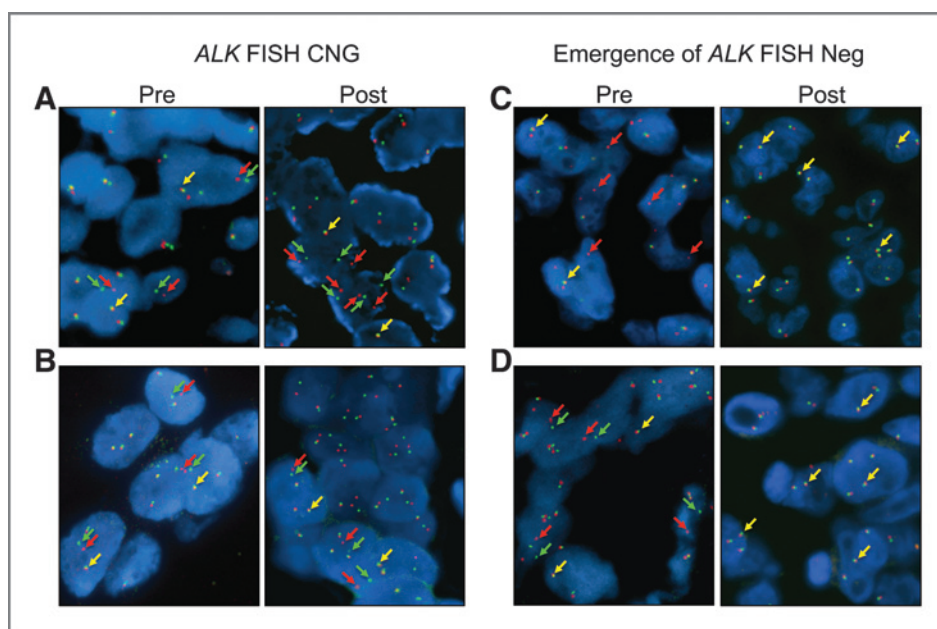 ALK FISH CNG
Emergence of ALK FISH Neg
A
Pre
Post
C
Pre
Post
B
D